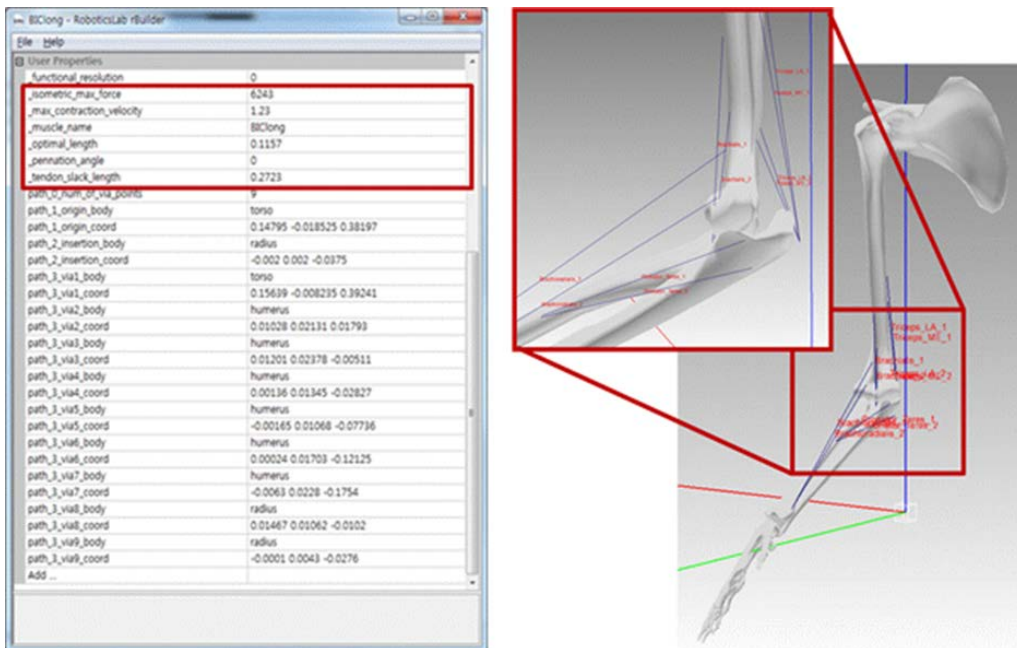 BIClong - RoboticsLab rBuilder
File Help
User Properties
_functional_resolution 0
_isometric_max_force 6243
_max_contraction_velocity 1.23
_muscle_name BIClong
_optimal_length 0.1157
_pennation_angle 0
_tendon_slack_length 0.2723
path_0_num_of_via_points 9
path_1_origin_body torso
path_1_origin_coord 0.14795 -0.018525 0.38197
path_2_insertion_body radius
path_2_insertion_coord -0.002 0.002 -0.0375
path_3_via1_body torso
path_3_via1_coord 0.15639 -0.008235 0.39241
path_3_via2_body humerus
path_3_via2_coord 0.01028 0.02131 0.01793
path_3_via3_body humerus
path_3_via3_coord 0.01201 0.02378 -0.00511
path_3_via4_body humerus
path_3_via4_coord 0.00136 0.01345 -0.02827
path_3_via5_body humerus
path_3_via5_coord -0.00165 0.01068 -0.07736
path_3_via6_body humerus
path_3_via6_coord 0.00024 0.01703 -0.12125
path_3_via7_body humerus
path_3_via7_coord -0.0063 0.0228 -0.1754
path_3_via8_body radius
path_3_via8_coord 0.01467 0.01062 -0.0102
path_3_via9_body radius
path_3_via9_coord -0.0001 0.0043 -0.0276
Add ...
Triceps_LA_1
Triceps_MT_1
Brachialis_1
Brachialis_2
Triceps_LA_1
Triceps_MT_1
Brachialis_1